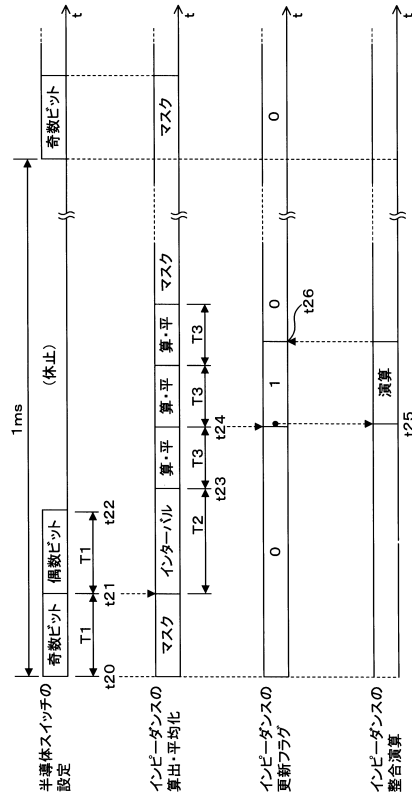 1ms
半導体スイッチの
設定
奇数ビット
偶数ビット
(休止)
奇数ビット
t
T1
T1
t20
t21
t22
インピーダンスの
算出・平均化
マスク
インターバル
算・平
算・平
算・平
マスク
マスク
t
T2
T3
T3
T3
t23
t24
インピーダンスの
更新フラグ
0
1
0
0
t
t26
インピーダンスの
整合演算
演算
t
t25